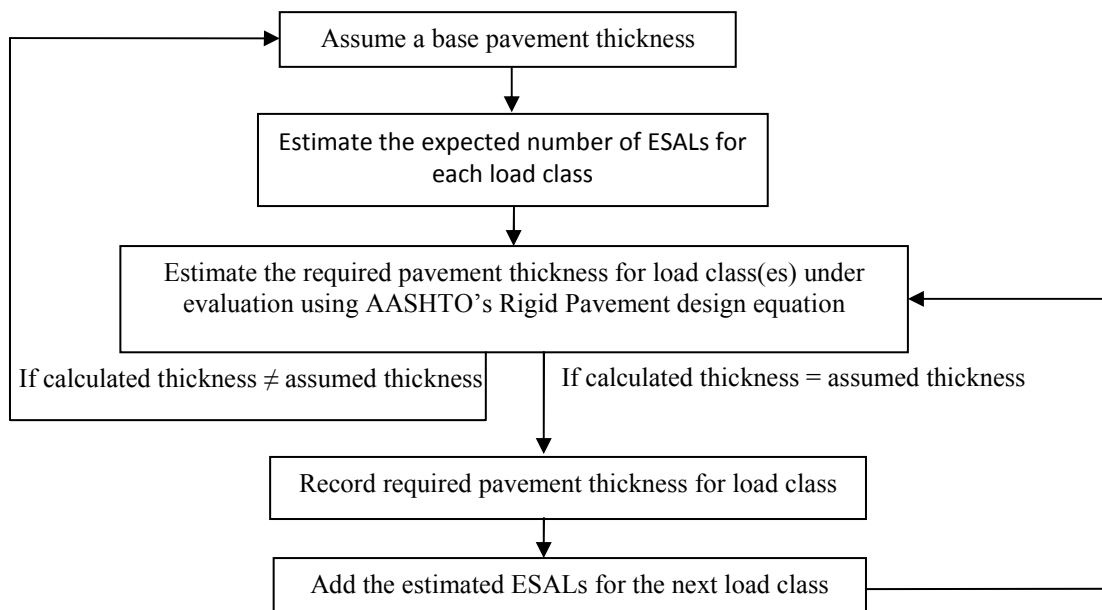 Assume a base pavement thickness
Estimate the expected number of ESALs for
each load class
Estimate the required pavement thickness for load class(es) under
evaluation using AASHTO’s Rigid Pavement design equation
If calculated thickness ≠ assumed thickness
If calculated thickness = assumed thickness
Record required pavement thickness for load class
Add the estimated ESALs for the next load class